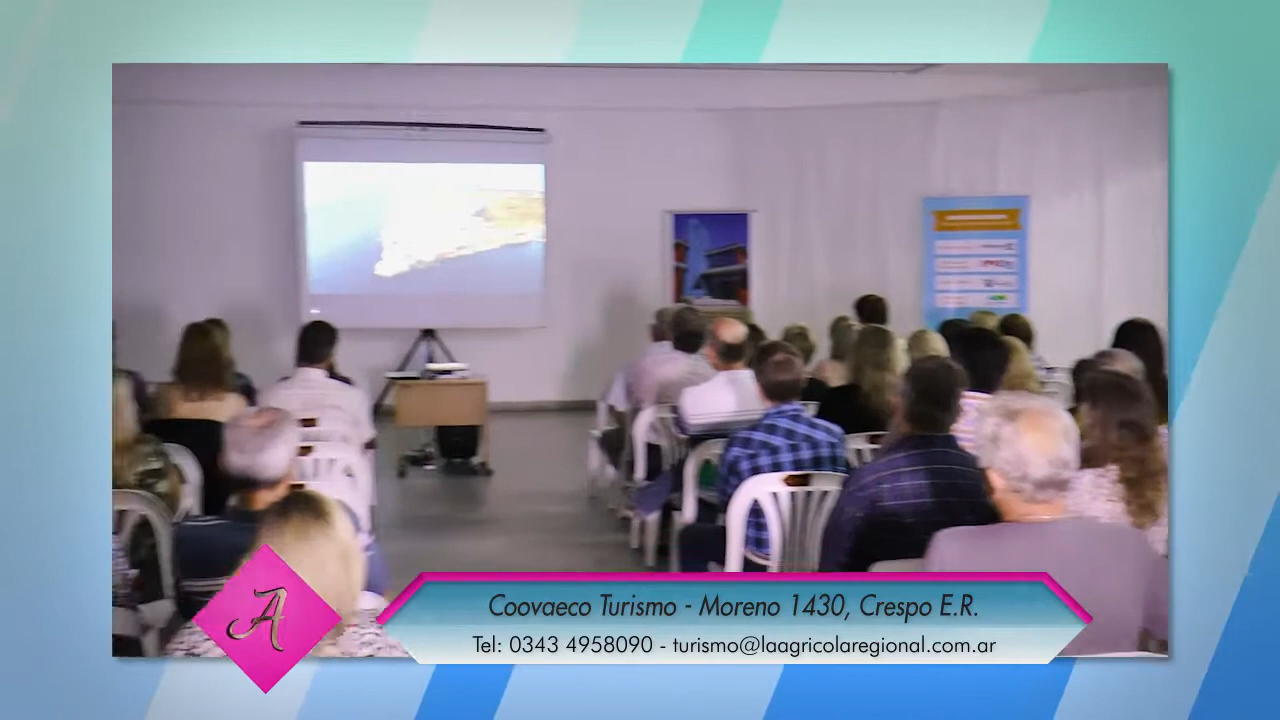 A
Coovaeco Turismo - Moreno 1430, Crespo E.R.
Tel: 0343 4958090 - turismo@laagricolaregional.com.ar